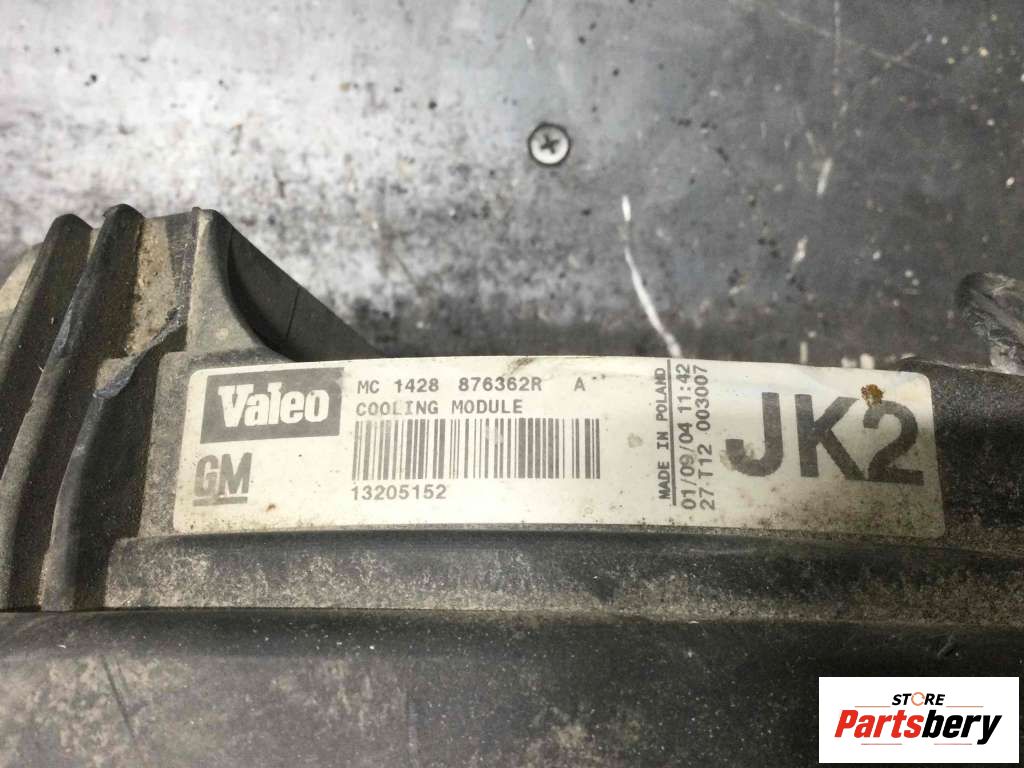 Valeo
GM
MC 1428 876362R A
COOLING MODULE
13205152
MADE IN POLAND
01/09/04 11:42
27-T12 003007
JK2
STORE
Partsbery